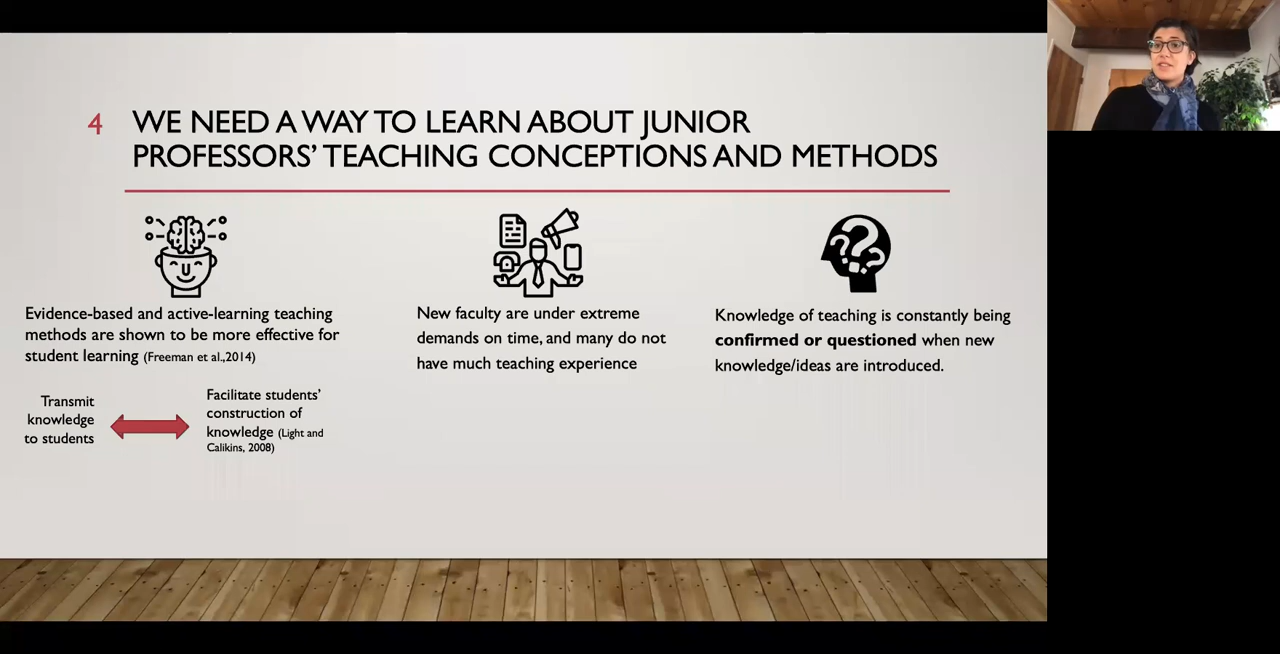 4
WE NEED A WAY TO LEARN ABOUT JUNIOR
PROFESSORS' TEACHING CONCEPTIONS AND METHODS
Evidence-based and active-learning teaching
methods are shown to be more effective for
student learning (Freeman et al.,2014)
Transmit
knowledge
to students
Facilitate students'
construction of
knowledge (Light and
Calikins, 2008)
New faculty are under extreme
demands on time, and many do not
have much teaching experience
Knowledge of teaching is constantly being
confirmed or questioned when new
knowledge/ideas are introduced.